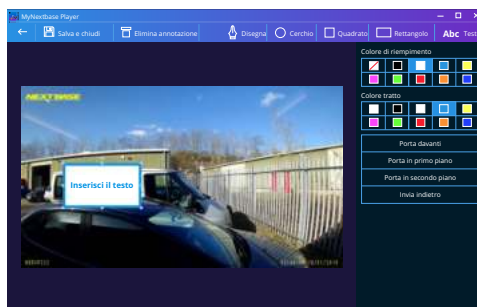 MyNextbase Player
Salva e chiudi
Elimina annotazione
Disegna
Cerchio
Quadrato
Rettangolo
Abc Test
Colore di riempimento
NEXTBASE
Colore tratto
Inserisci il testo
Porta davanti
Porta in primo piano
Porta in secondo piano
Invia indietro